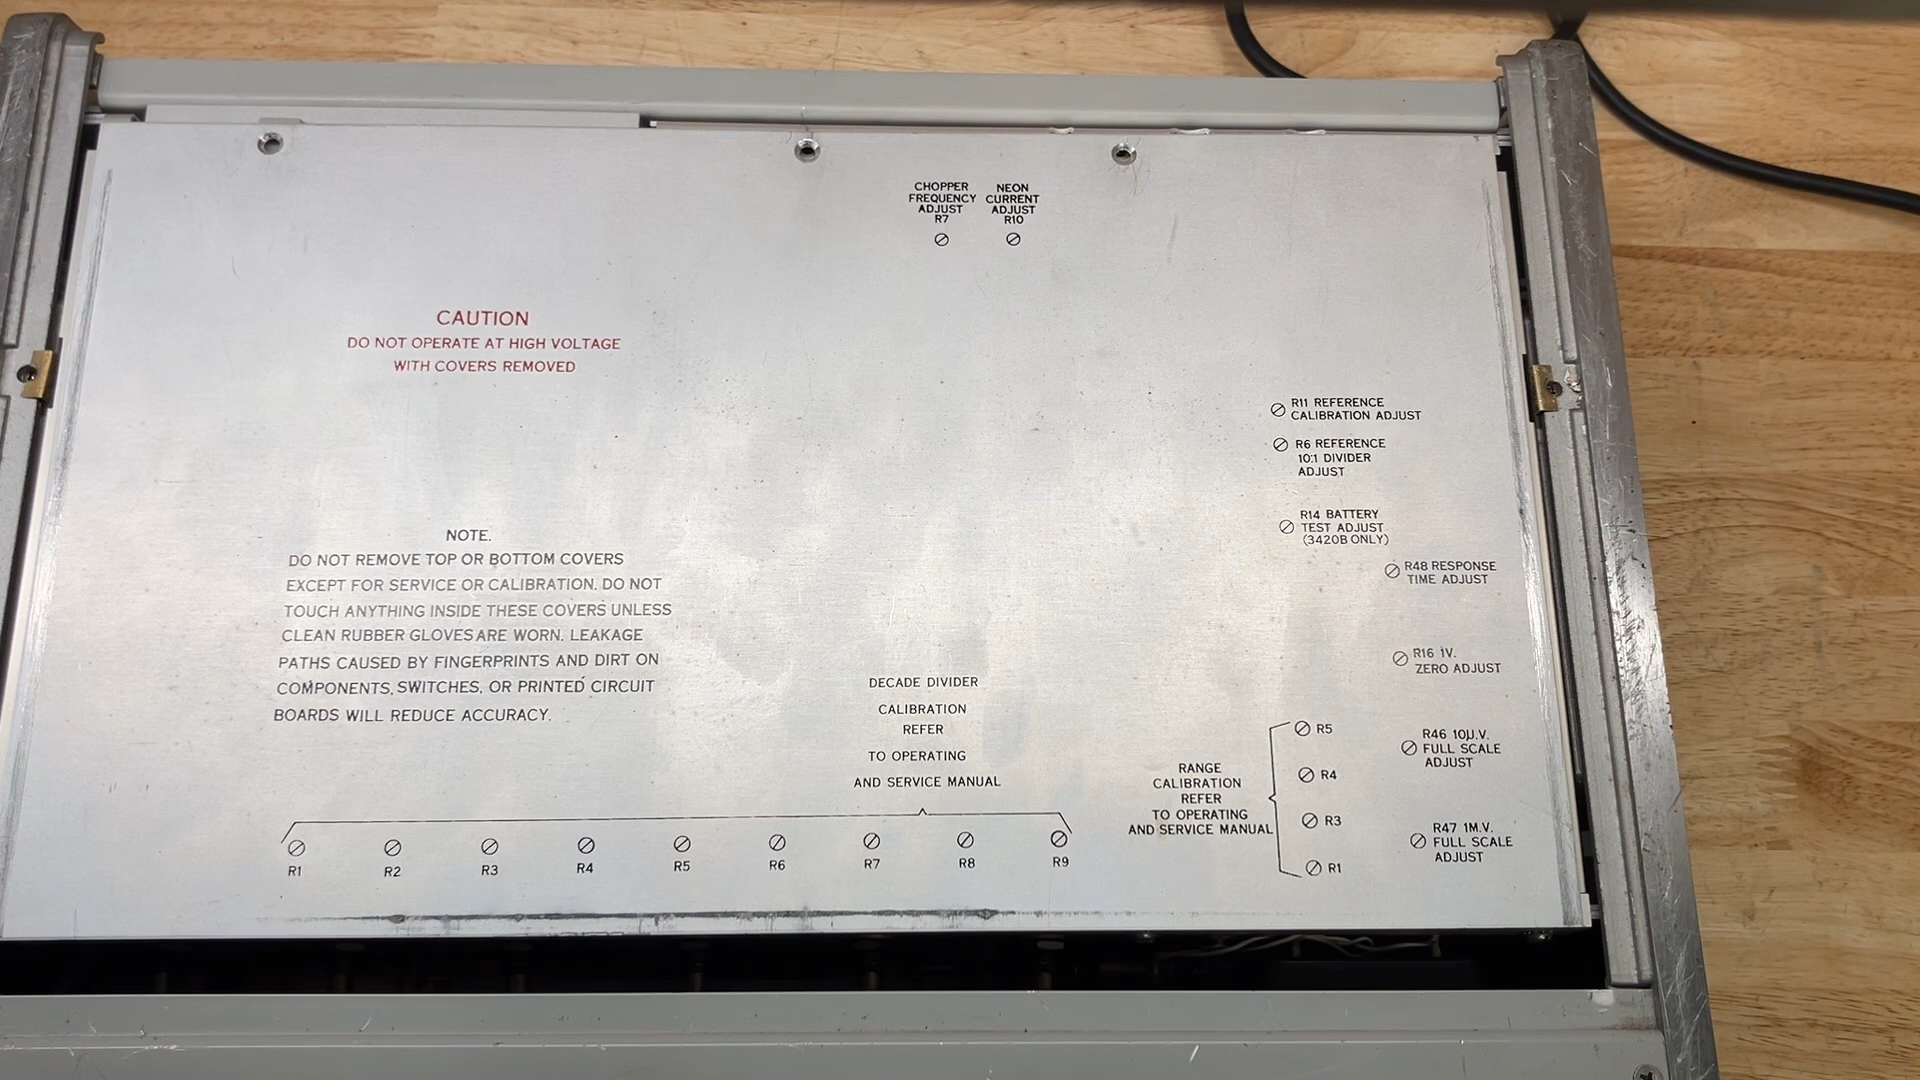 CHOPPER
FREQUENCY
ADJUST
R7
NEON
CURRENT
ADJUST
R10
CAUTION
DO NOT OPERATE AT HIGH VOLTAGE
WITH COVERS REMOVED
R11 REFERENCE
CALIBRATION ADJUST
R6 REFERENCE
10:1 DIVIDER
ADJUST
R14 BATTERY
TEST ADJUST
(3420B ONLY)
R48 RESPONSE
TIME ADJUST
NOTE.
DO NOT REMOVE TOP OR BOTTOM COVERS
EXCEPT FOR SERVICE OR CALIBRATION. DO NOT
TOUCH ANYTHING INSIDE THESE COVERS UNLESS
CLEAN RUBBER GLOVES ARE WORN. LEAKAGE
PATHS CAUSED BY FINGERPRINTS AND DIRT ON
COMPONENTS, SWITCHES, OR PRINTED CIRCUIT
BOARDS WILL REDUCE ACCURACY.
R16 1V.
ZERO ADJUST
DECADE DIVIDER
CALIBRATION
REFER
TO OPERATING
AND SERVICE MANUAL
R1
R2
R3
R4
R5
R6
R7
R8
R9
RANGE
CALIBRATION
REFER
TO OPERATING
AND SERVICE MANUAL
R5
R4
R3
R1
R46 10μ.V.
FULL SCALE
ADJUST
R47 1M.V.
FULL SCALE
ADJUST